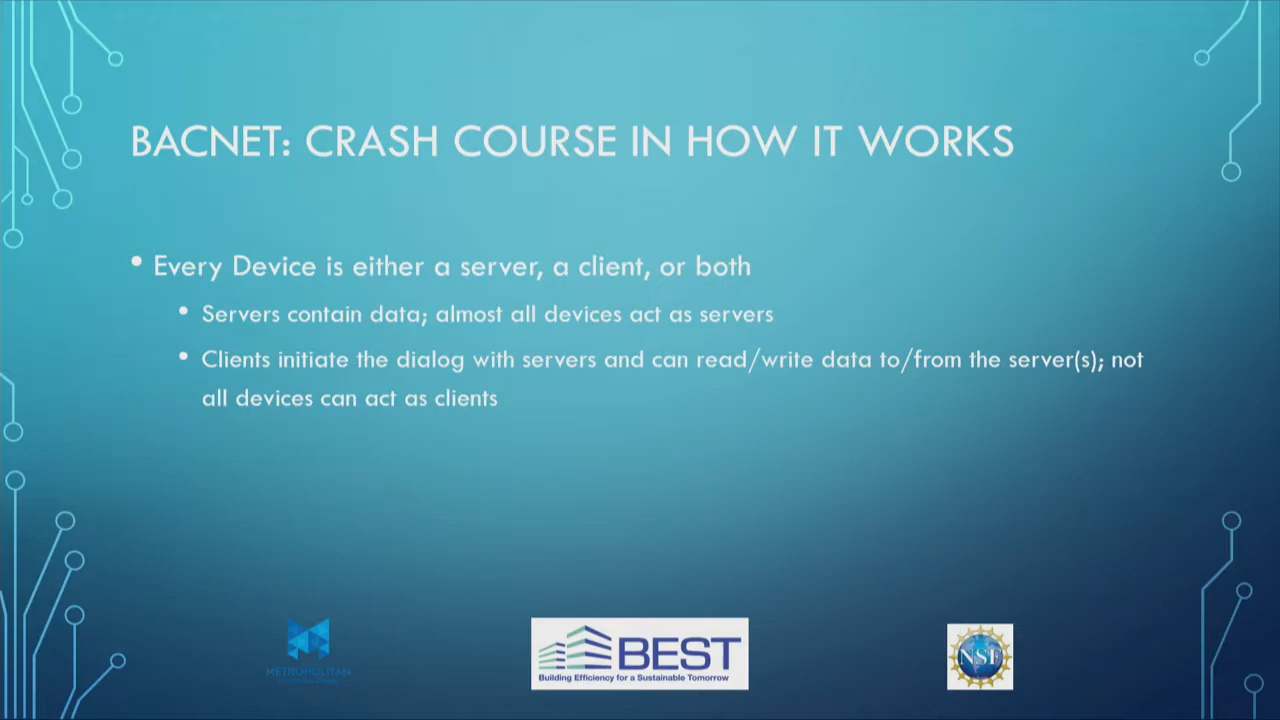 BACNET: CRASH COURSE IN HOW IT WORKS
• Every Device is either a server, a client, or both
• Servers contain data; almost all devices act as servers
• Clients initiate the dialog with servers and can read/write data to/from the server(s); not
all devices can act as clients
METROPOLITAN
BEST
Building Efficiency for a Sustainable Tomorrow
NSF